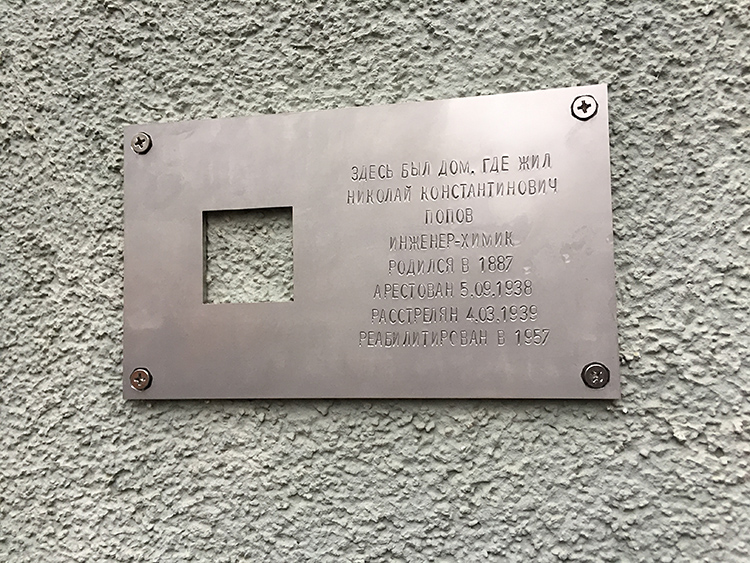 ЗДЕСЬ БЫЛ ДОМ, ГДЕ ЖИЛ
НИКОЛАЙ КОНСТАНТИНОВИЧ
ПОПОВ
ИНЖЕНЕР-ХИМИК
РОДИЛСЯ В 1887
АРЕСТОВАН 5.09.1938
РАССТРЕЛЯН 4.03.1939
РЕАБИЛИТИРОВАН В 1957